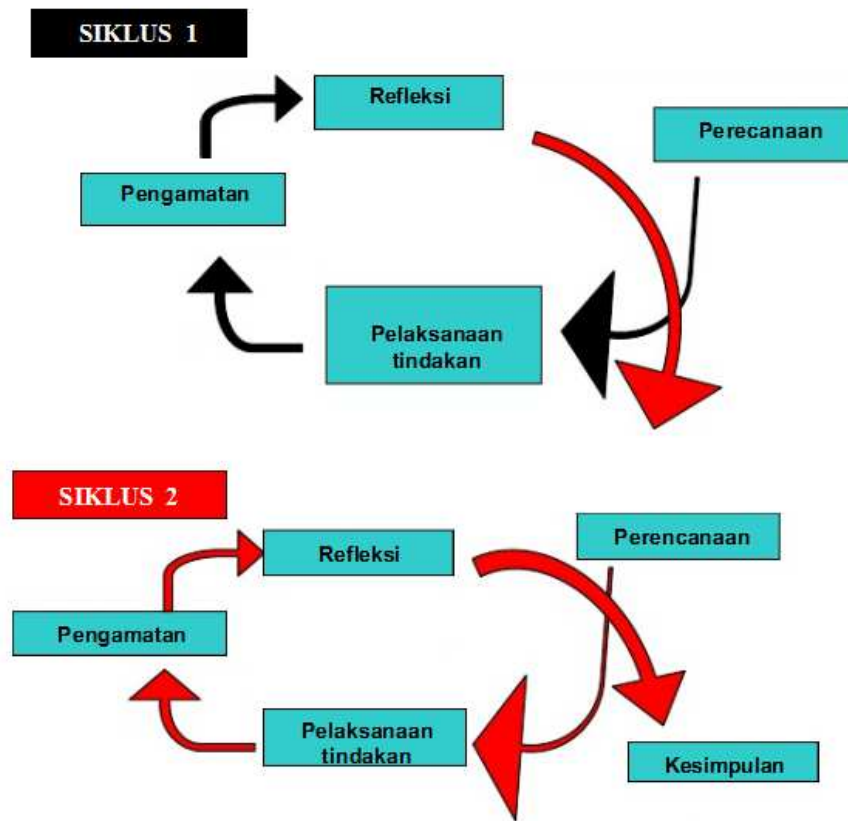 SIKLUS 1
Refleksi
Perecanaan
Pengamatan
Pelaksanaan
tindakan
SIKLUS 2
Refleksi
Perencanaan
Pengamatan
Pelaksanaan
tindakan
Kesimpulan